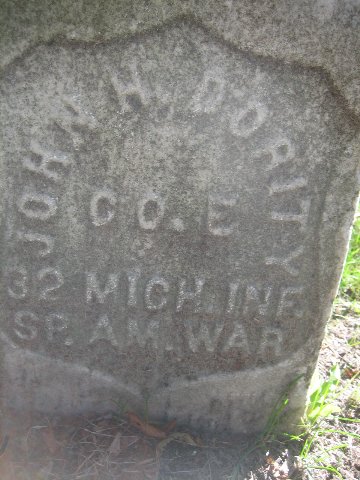 JOHN H. DORITY
CO. E
32 MICH. INF.
SP. AM. WAR